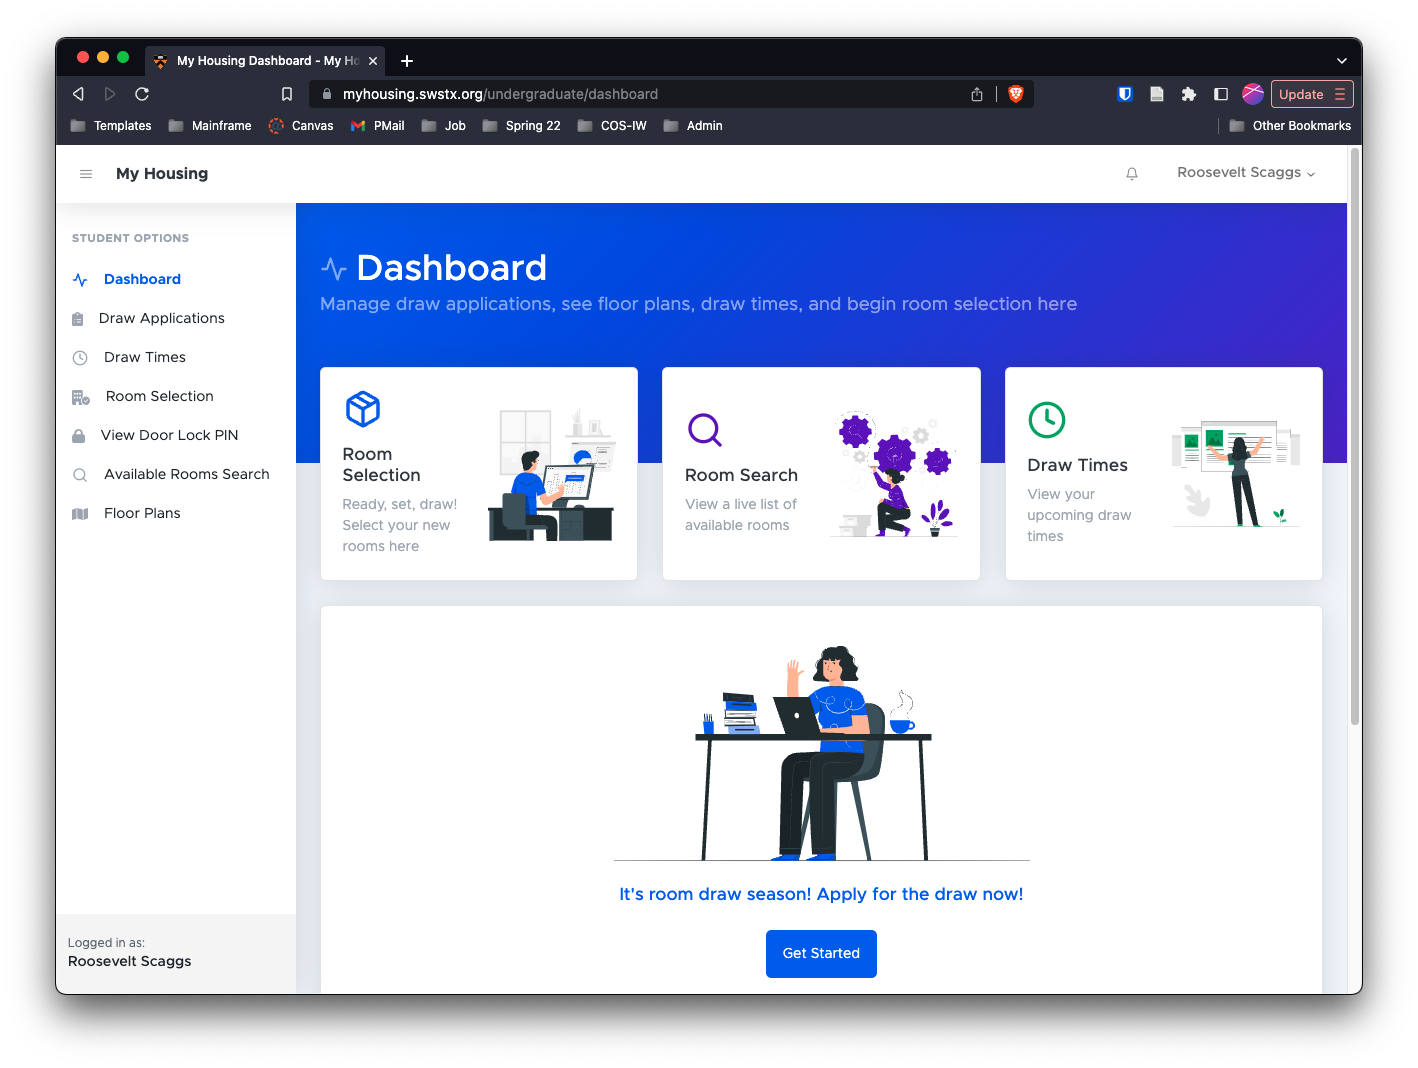 My Housing Dashboard - My Ho
myhousing.swstx.org/undergraduate/dashboard
Update
Templates Mainframe Canvas PMail Job Spring 22 COS-IW Admin Other Bookmarks
My Housing
Roosevelt Scaggs
STUDENT OPTIONS
Dashboard
Draw Applications
Draw Times
Room Selection
View Door Lock PIN
Available Rooms Search
Floor Plans
Logged in as:
Roosevelt Scaggs
Dashboard
Manage draw applications, see floor plans, draw times, and begin room selection here
Room
Selection
Ready, set, draw!
Select your new
rooms here
Room Search
View a live list of
available rooms
Draw Times
View your
upcoming draw
times
It's room draw season! Apply for the draw now!
Get Started